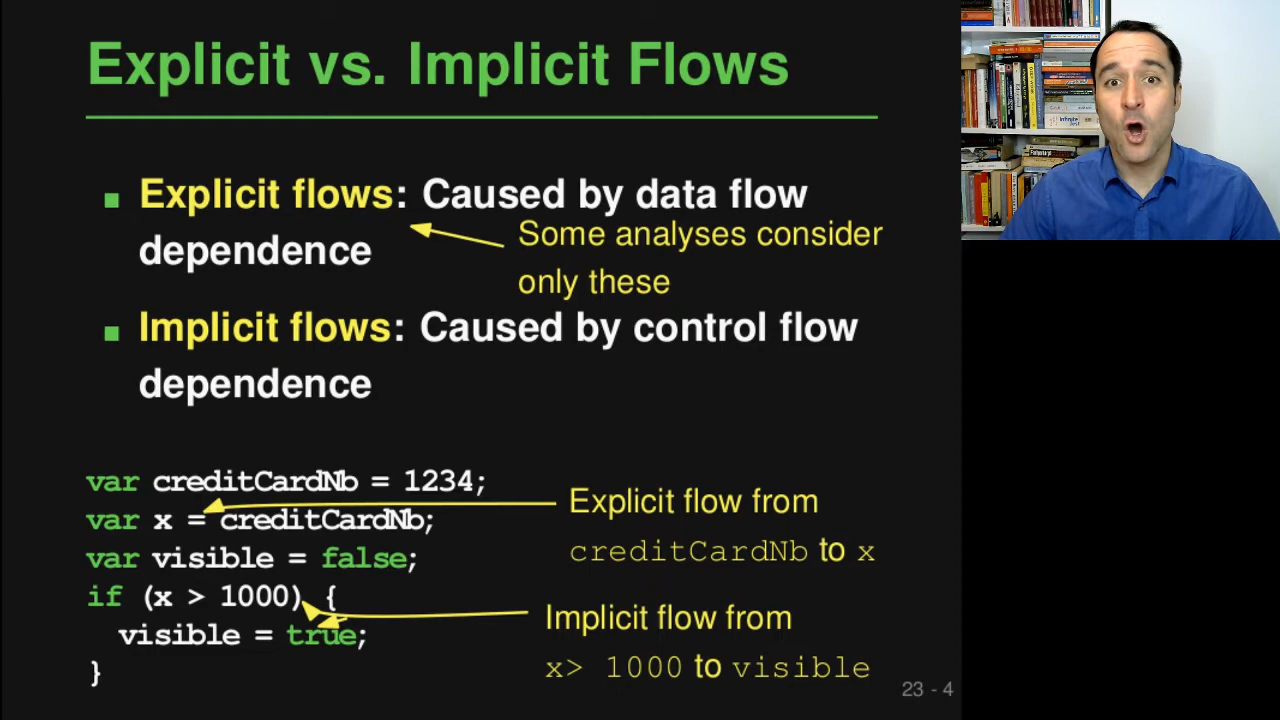 Explicit vs. Implicit Flows
Explicit flows: Caused by data flow
dependence
Some analyses consider
only these
Implicit flows: Caused by control flow
dependence
var creditCardNb = 1234;
var x = creditCardNb;
var visible = false;
if (x > 1000) {
visible = true;
}
Explicit flow from
creditCardNb to x
Implicit flow from
x> 1000 to visible
23 - 4
infinite
Jest